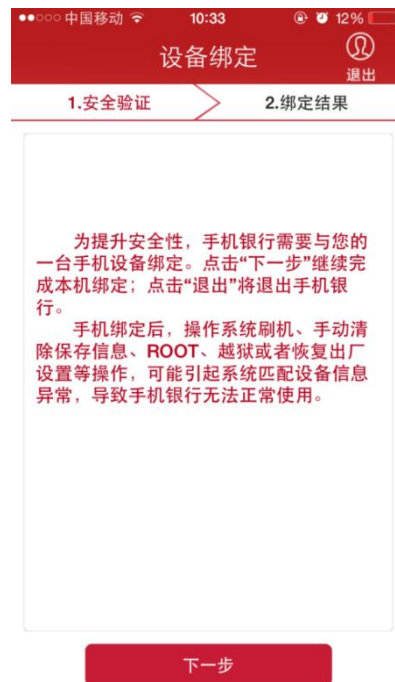 中国移动 10:33 12%
设备绑定
退出
1.安全验证 2.绑定结果
为提升安全性，手机银行需要与您的
一台手机设备绑定。点击“下一步”继续完
成本机绑定；点击“退出”将退出手机银
行。
手机绑定后，操作系统刷机、手动清
除保存信息、ROOT、越狱或者恢复出厂
设置等操作，可能引起系统匹配设备信息
异常，导致手机银行无法正常使用。
下一步